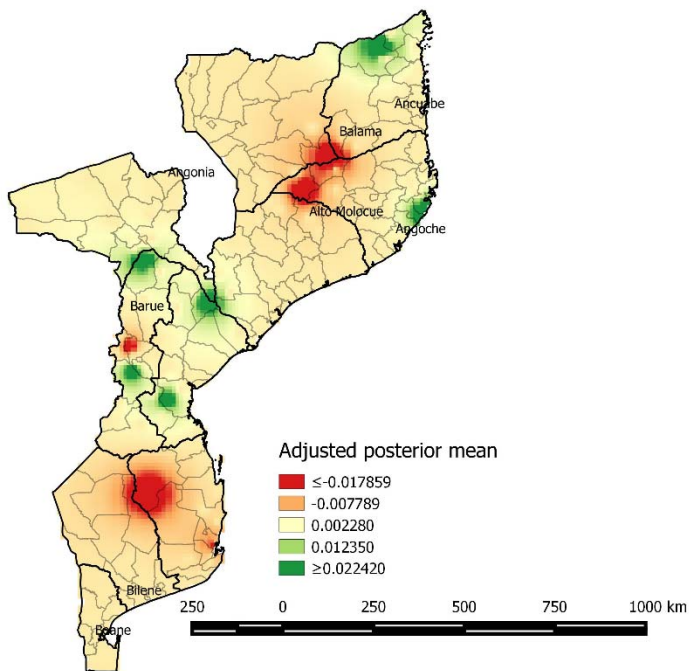 Ancuabe
Balama
Angonia
Alto Molocue
Angoche
Barue
Adjusted posterior mean
≤-0.017859
-0.007789
0.002280
0.012350
≥0.022420
Bilene
Boane
250 0 250 500 750 1000 km